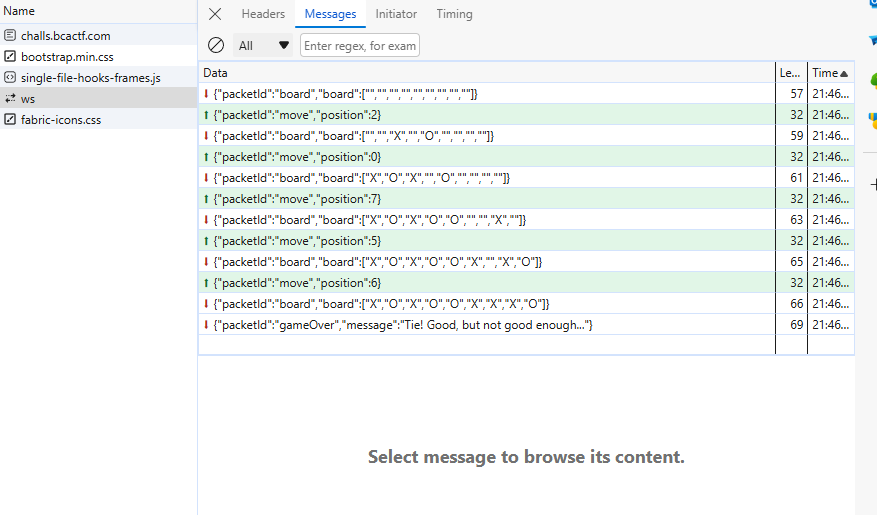 Name
Headers Messages Initiator Timing
All Enter regex, for exam
challs.bcactf.com
bootstrap.min.css
single-file-hooks-frames.js
ws
fabric-icons.css
Data Le... Time
{"packetId":"board","board":["","","","","","","","",""]} 57 21:46...
{"packetId":"move","position":2} 32 21:46...
{"packetId":"board","board":["","","X","","O","","","",""]} 59 21:46...
{"packetId":"move","position":0} 32 21:46...
{"packetId":"board","board":["X","O","X","","O","","","",""]} 61 21:46...
{"packetId":"move","position":7} 32 21:46...
{"packetId":"board","board":["X","O","X","O","O","","","X",""]} 63 21:46...
{"packetId":"move","position":5} 32 21:46...
{"packetId":"board","board":["X","O","X","O","O","X","","X","O"]} 65 21:46...
{"packetId":"move","position":6} 32 21:46...
{"packetId":"board","board":["X","O","X","O","O","X","X","X","O"]} 66 21:46...
{"packetId":"gameOver","message":"Tie! Good, but not good enough..."} 69 21:46...
Select message to browse its content.